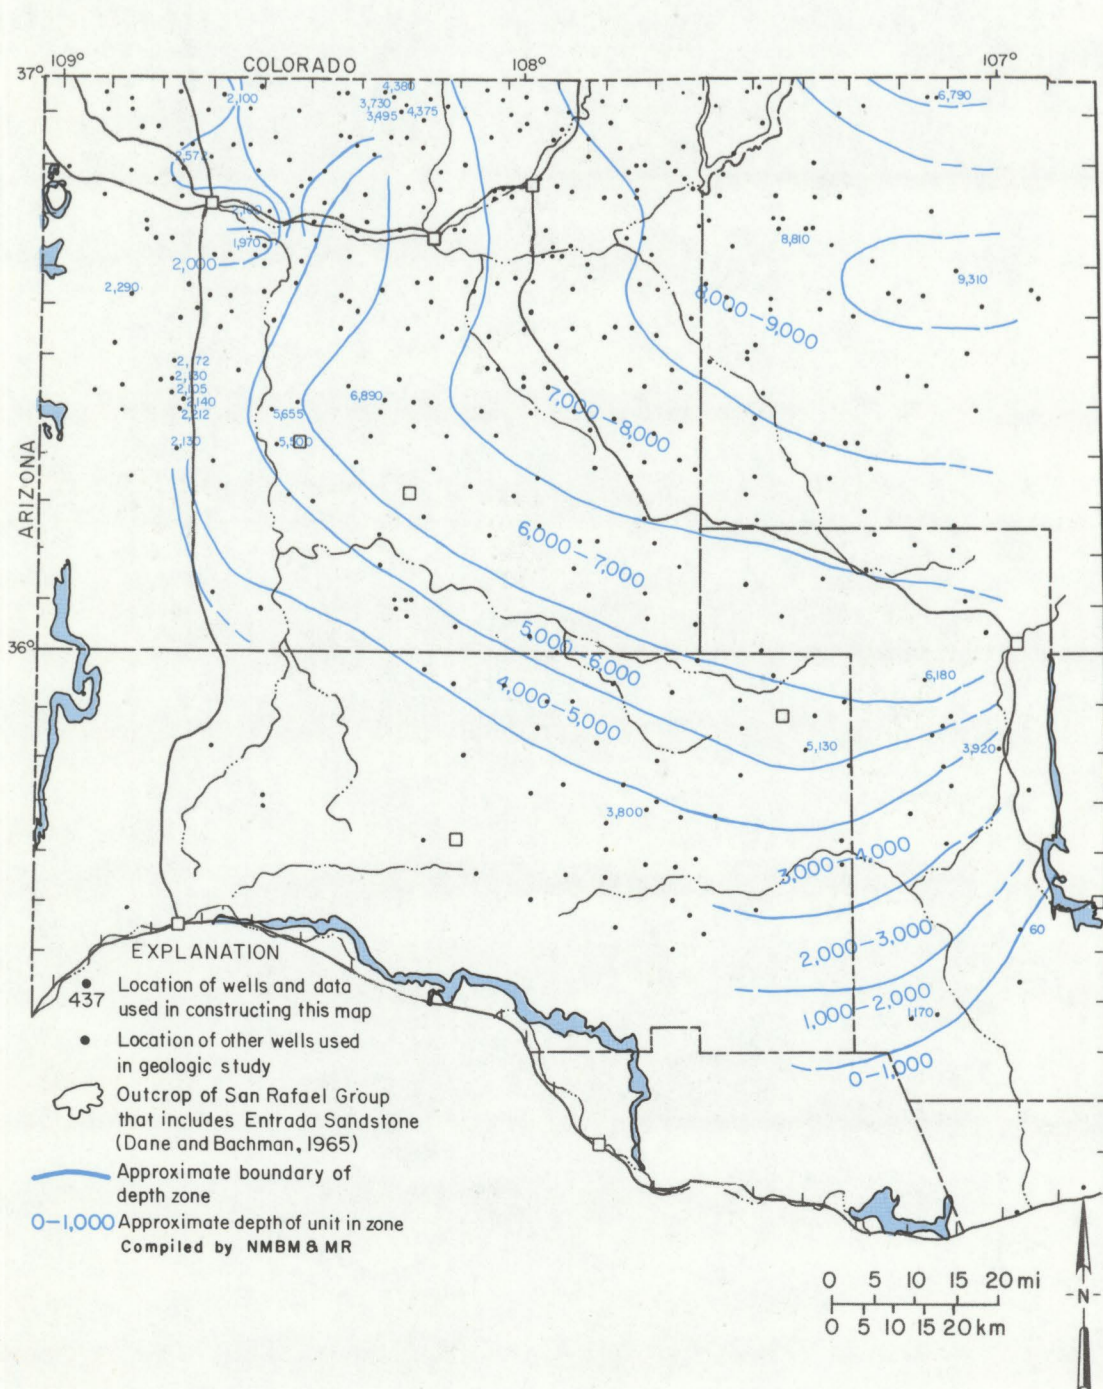 COLORADO
37° 109°
108°
107°
2,100
4,380
3,730
4,375
3,495
6,790
2,572
2,160
1,970
2,000
8,810
9,310
2,290
8,000–9,000
2,172
2,130
2,105
2,140
2,212
6,890
5,655
7,000–8,000
2,130
5,500
ARIZONA
6,000–7,000
36°
5,000–6,000
6,180
4,000–5,000
5,130
3,920
3,800
3,000–4,000
2,000–3,000
60
1,000–2,000
1,170
0–1,000
EXPLANATION
437 Location of wells and data
used in constructing this map
Location of other wells used
in geologic study
Outcrop of San Rafael Group
that includes Entrada Sandstone
(Dane and Bachman, 1965)
Approximate boundary of
depth zone
0–1,000 Approximate depth of unit in zone
Compiled by NMBM & MR
0 5 10 15 20 mi
0 5 10 15 20 km
N